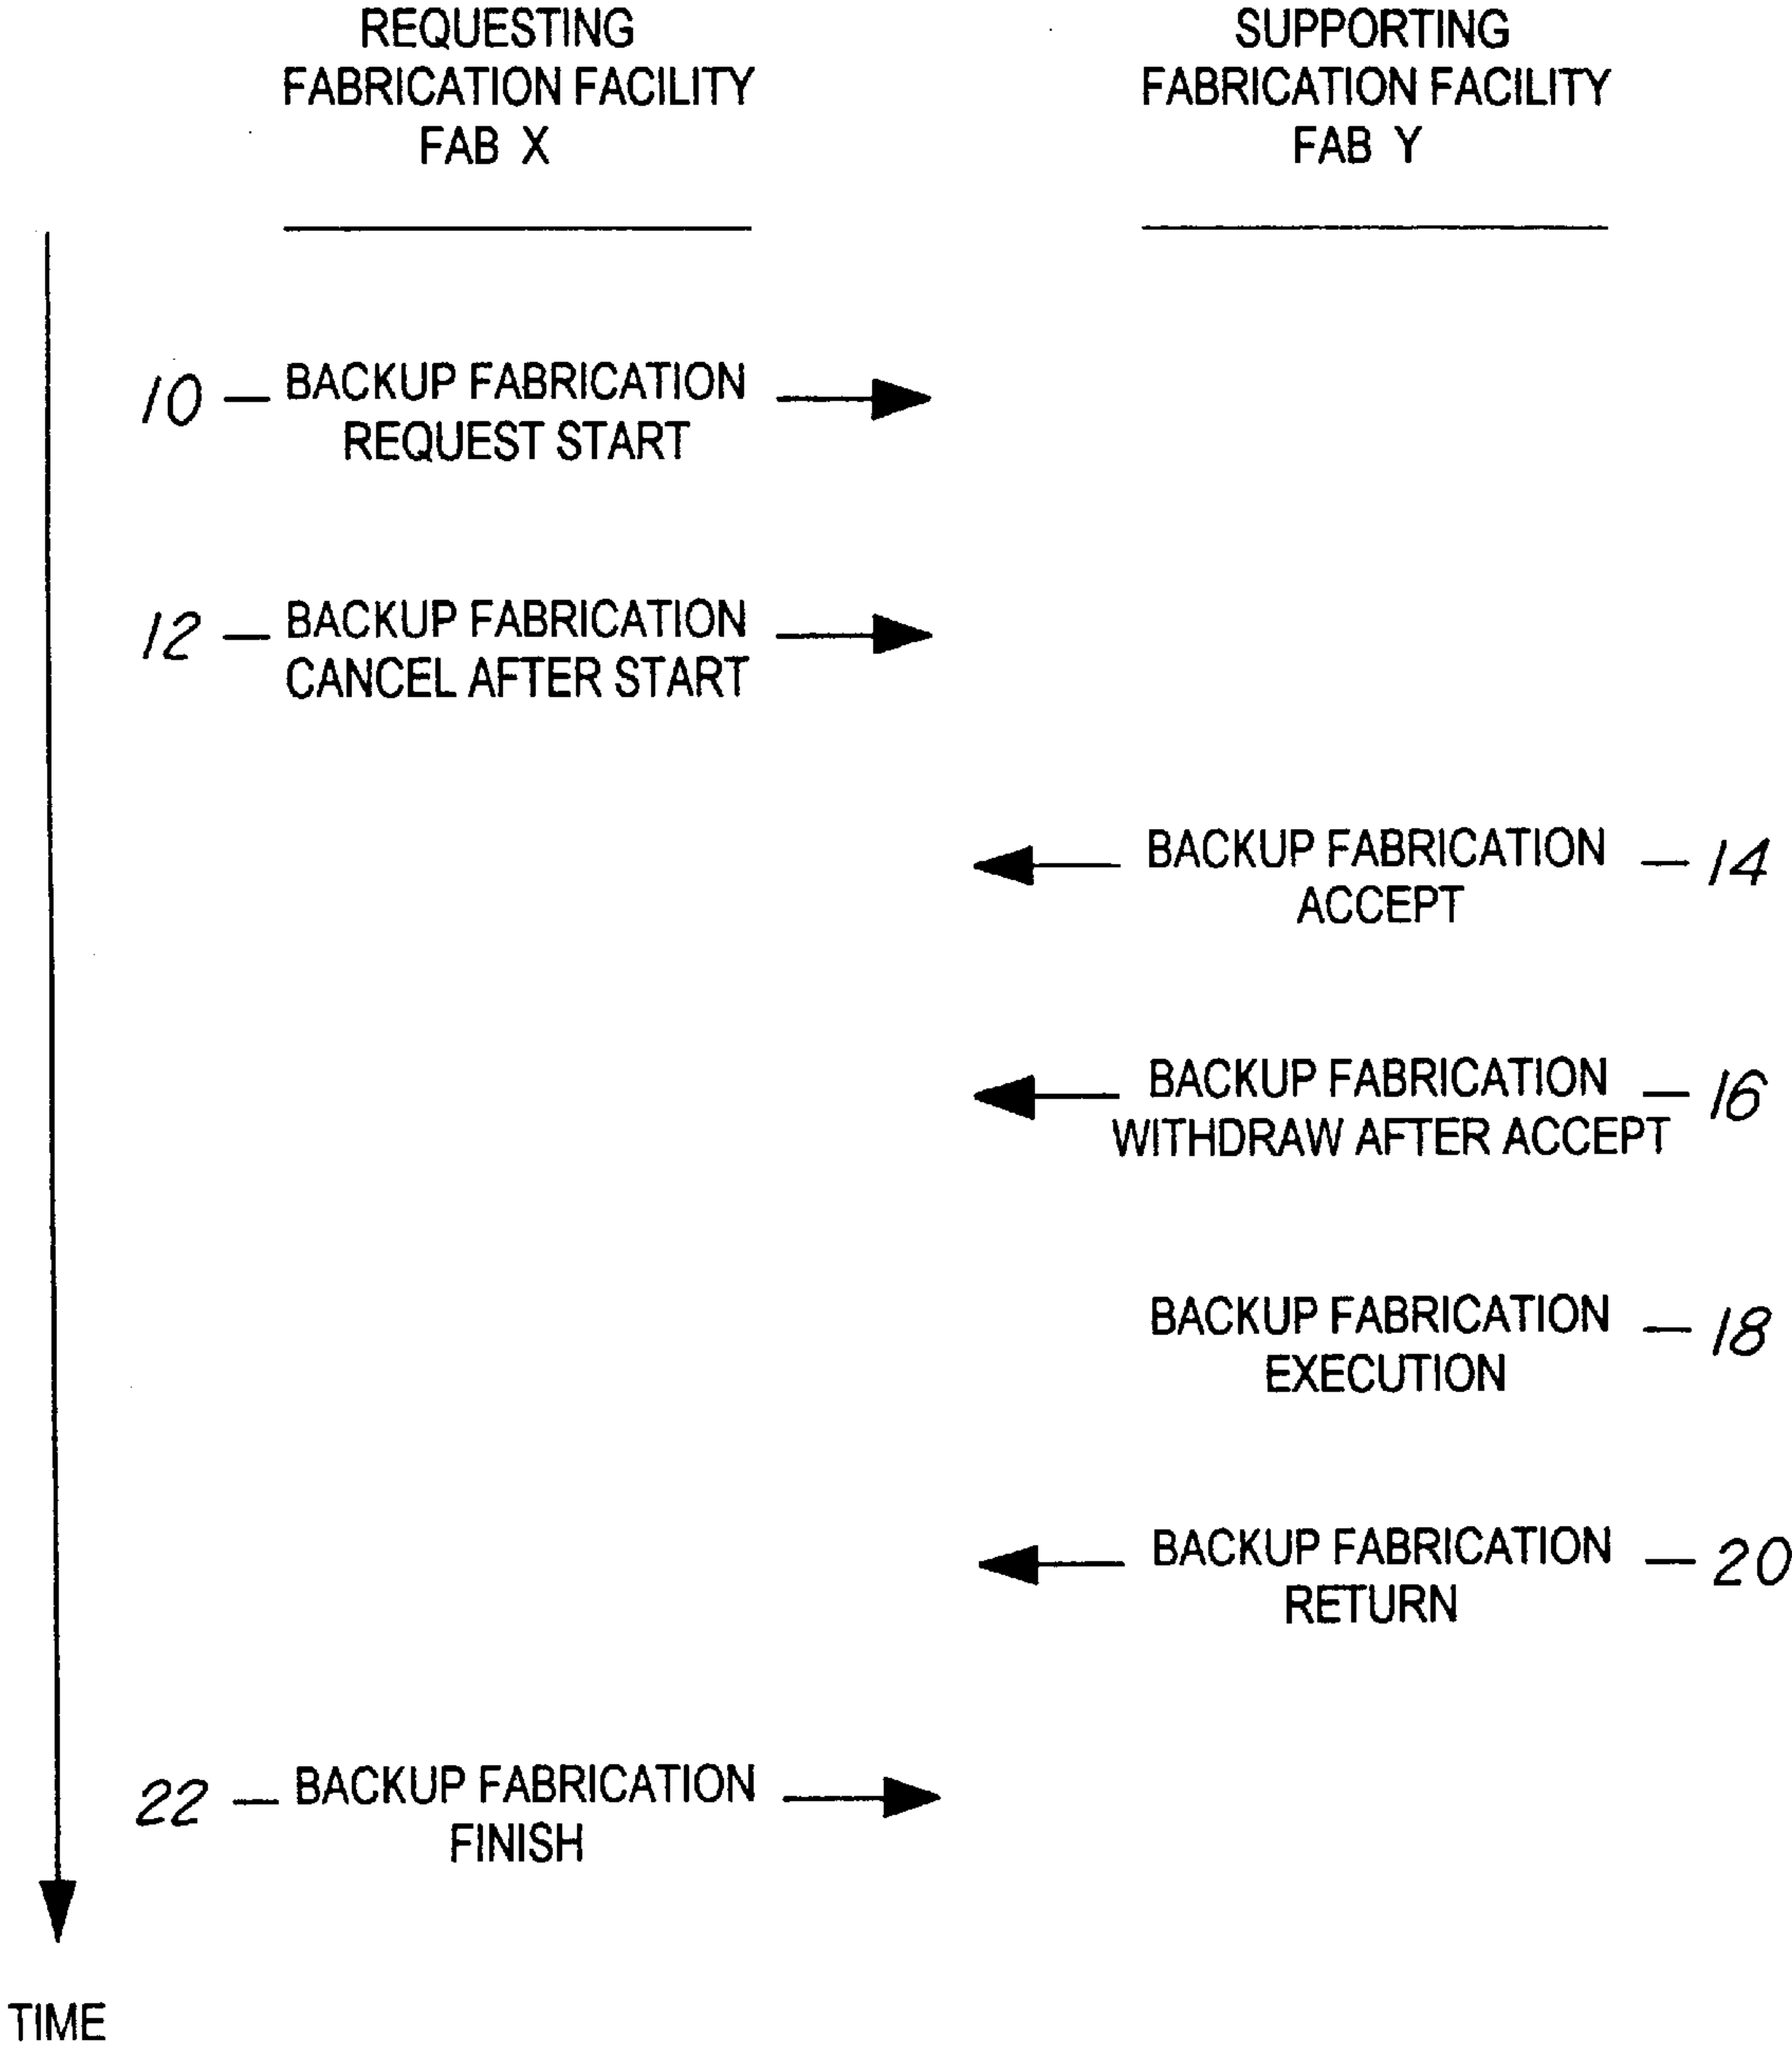 REQUESTING
FABRICATION FACILITY
FAB X
SUPPORTING
FABRICATION FACILITY
FAB Y
10 — BACKUP FABRICATION
REQUEST START
12 — BACKUP FABRICATION
CANCEL AFTER START
BACKUP FABRICATION — 14
ACCEPT
BACKUP FABRICATION — 16
WITHDRAW AFTER ACCEPT
BACKUP FABRICATION — 18
EXECUTION
BACKUP FABRICATION — 20
RETURN
22 — BACKUP FABRICATION
FINISH
TIME